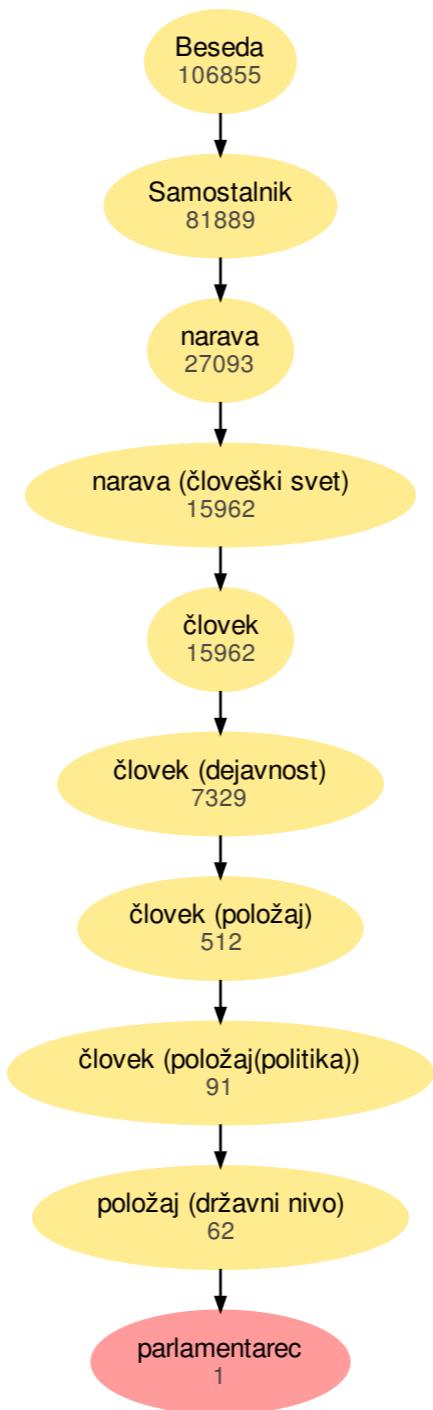 Beseda
106855
Samostalnik
81889
narava
27093
narava (človeški svet)
15962
človek
15962
človek (dejavnost)
7329
človek (položaj)
512
človek (položaj(politika))
91
položaj (državni nivo)
62
parlamentarec
1